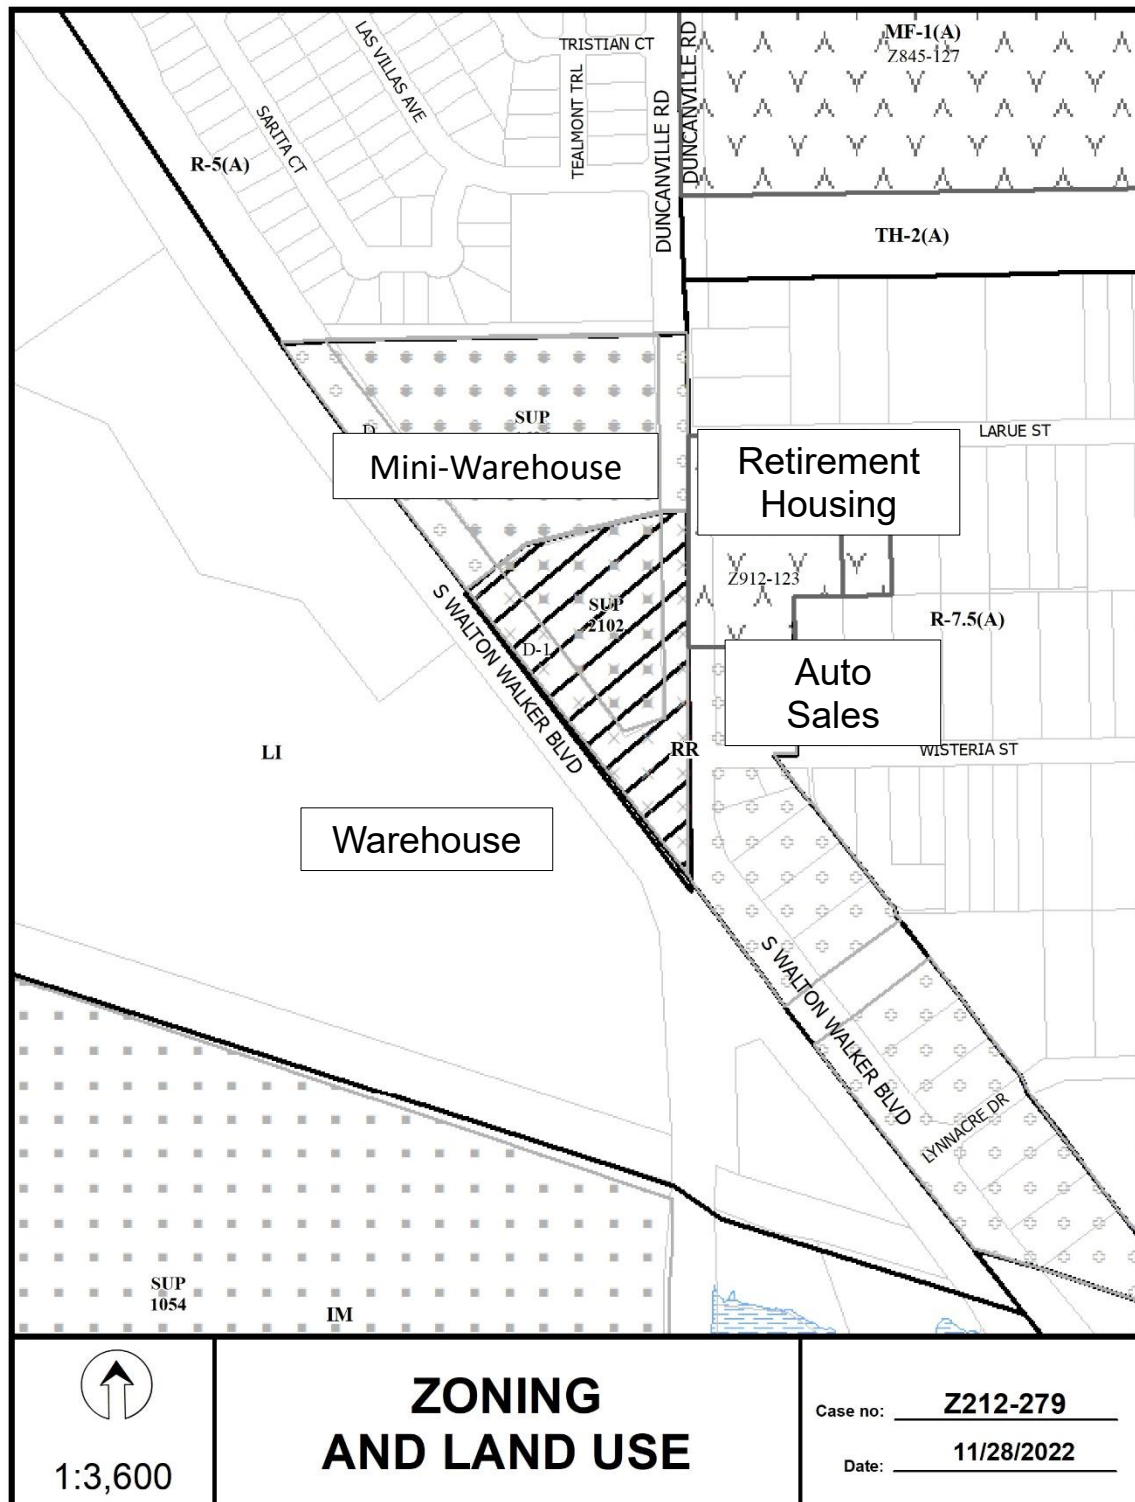 MF-1(A)
Z845-127
TRISTIAN CT
LAS VILLAS AVE
TEALMONT TRL
DUNCANVILLE RD
DUNCANVILLE RD
SARITA CT
R-5(A)
TH-2(A)
SUP
D
LARUE ST
Mini-Warehouse
Retirement
Housing
Z912-123
SUP
2102
R-7.5(A)
D-1
S WALTON WALKER BLVD
Auto
Sales
LI
RR
WISTERIA ST
Warehouse
S WALTON WALKER BLVD
LYNNACRE DR
SUP
1054
IM
1:3,600
ZONING
AND LAND USE
Case no: Z212-279
Date: 11/28/2022